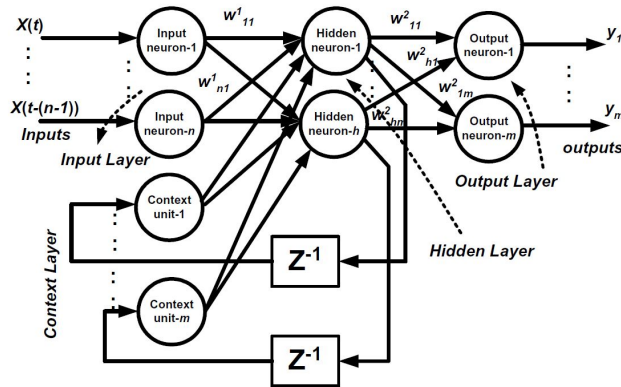 X(t)
Input neuron-1
w¹₁₁
Hidden neuron-1
w²₁₁
Output neuron-1
y₁
w²ₕ₁
w¹ₙ₁
w²₁ₘ
X(t-(n-1))
Inputs
Input neuron-n
Hidden neuron-h
w²ₕₘ
Output neuron-m
yₘ
outputs
Input Layer
Output Layer
Context unit-1
Hidden Layer
Z⁻¹
Context Layer
Context unit-m
Z⁻¹